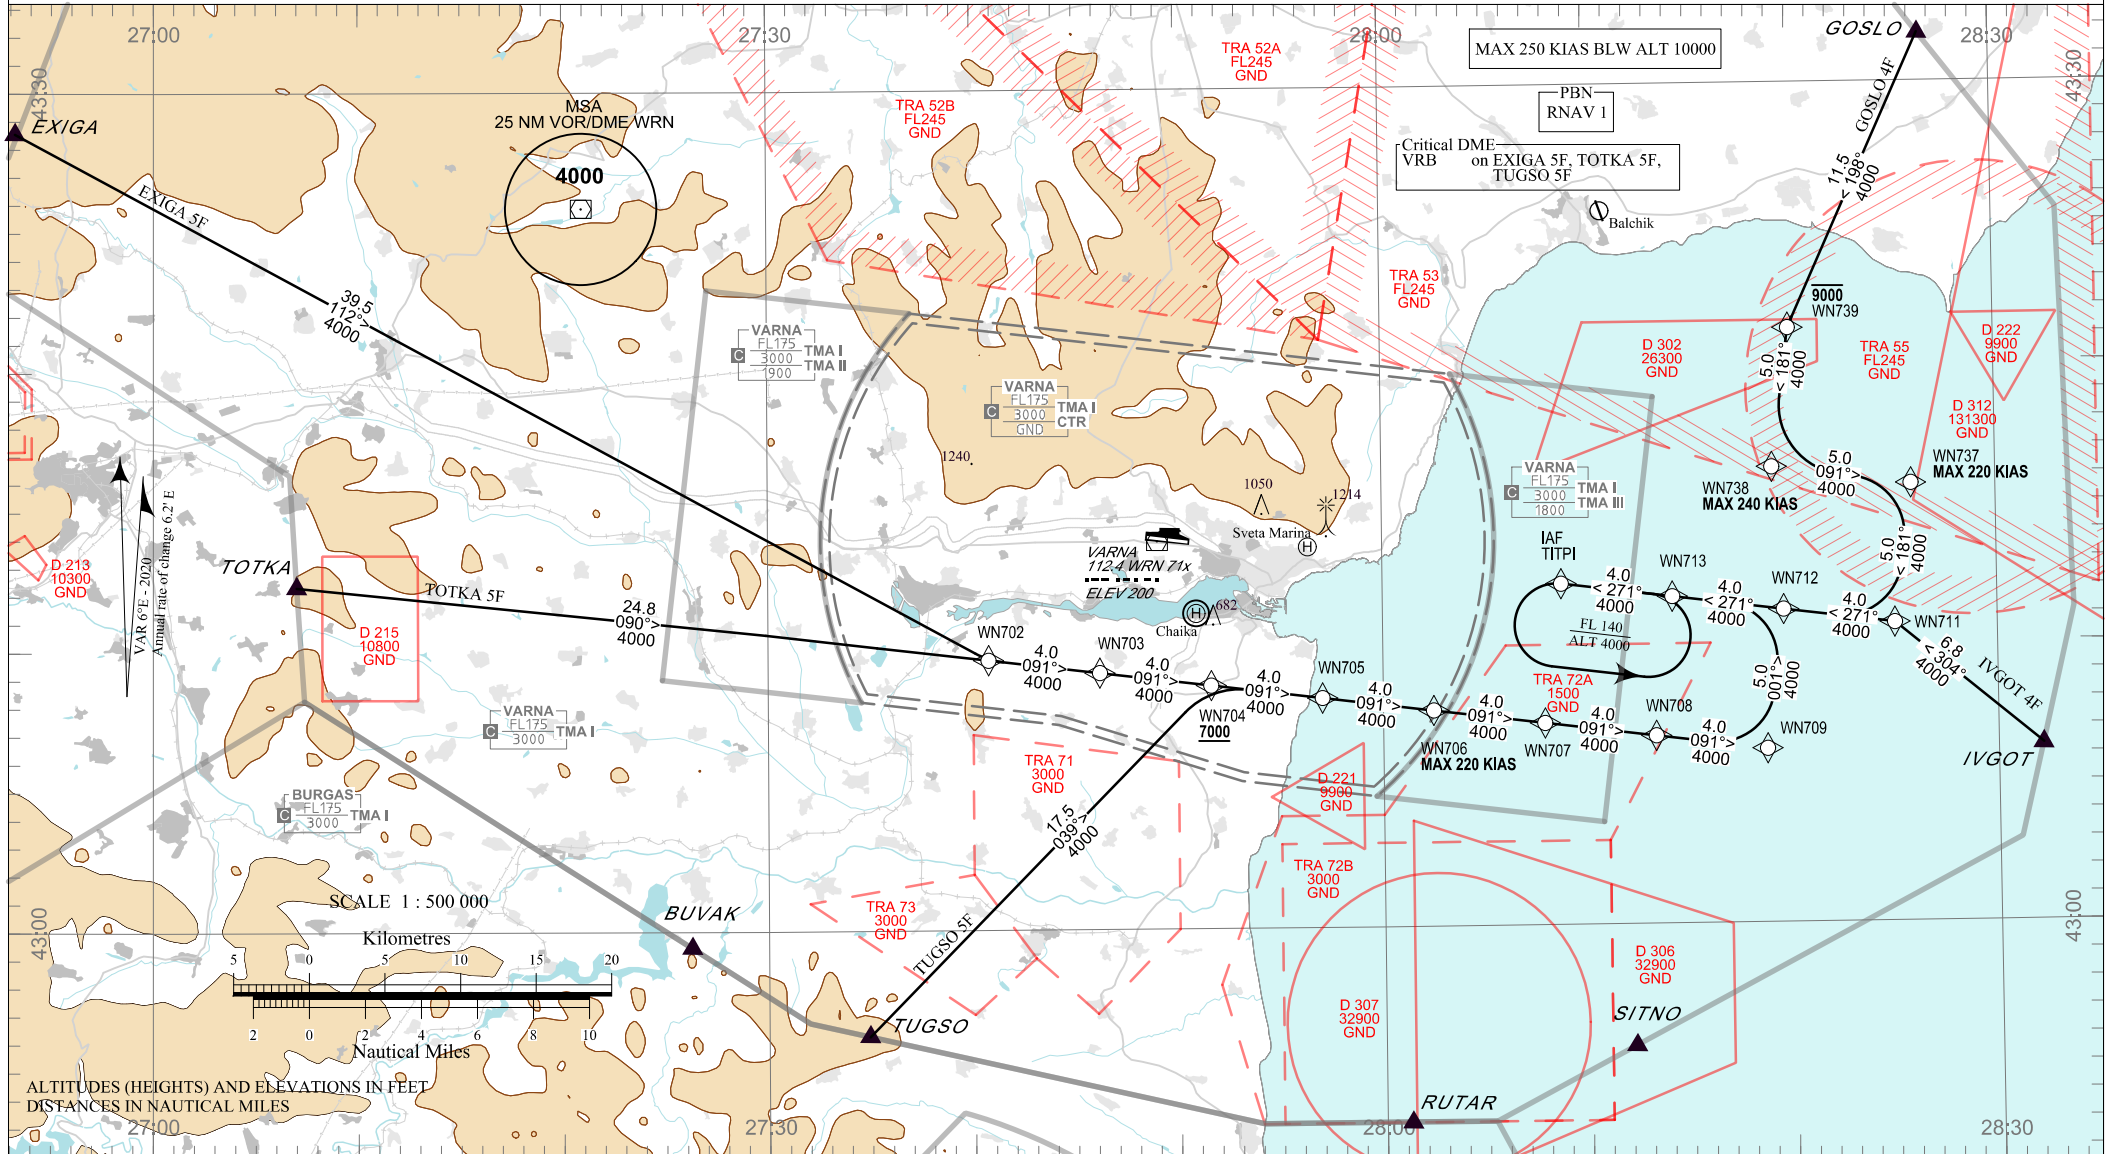 27:00
27:30
28:00
28:30
43:30
43:30
MAX 250 KIAS BLW ALT 10000
PBN
RNAV 1
Critical DME
VRB on EXIGA 5F, TOTKA 5F,
TUGSO 5F
GOSLO
GOSLO 4F
11.5
< 198°
4000
EXIGA
EXIGA 5F
39.5
112°>
4000
MSA
25 NM VOR/DME WRN
4000
TRA 52A
FL245
GND
TRA 52B
FL245
GND
TRA 53
FL245
GND
Balchik
9000
WN739
D 302
26300
GND
TRA 55
FL245
GND
D 222
9900
GND
D 312
131300
GND
5.0
< 181°
4000
VARNA
FL175
C 3000 TMA I
TMA II
1900
VARNA
FL175
C 3000 TMA I
CTR
GND
1240
1050
1214
Sveta Marina
H
VARNA
112.4 WRN 71x
ELEV 200
H
682
Chaika
VARNA
FL175
C 3000 TMA I
TMA III
1800
WN738
MAX 240 KIAS
5.0
091°>
4000
WN737
MAX 220 KIAS
5.0
< 181°
4000
IAF
TITPI
4.0
< 271°
4000
WN713
4.0
< 271°
4000
WN712
4.0
< 271°
4000
WN711
6.8
< 304°
4000
IVGOT 4F
IVGOT
FL 140
ALT 4000
TRA 72A
1500
GND
5.0
001°>
4000
D 213
10300
GND
VAR 6°E - 2020
Annual rate of change 6.2' E
TOTKA
TOTKA 5F
24.8
090°>
4000
D 215
10800
GND
WN702
4.0
091°>
4000
WN703
4.0
091°>
4000
WN704
7000
4.0
091°>
4000
WN705
4.0
091°>
4000
WN706
MAX 220 KIAS
4.0
091°>
4000
WN707
4.0
091°>
4000
WN708
4.0
091°>
4000
WN709
VARNA
FL175
C 3000 TMA I
BURGAS
FL175
C 3000 TMA I
TRA 71
3000
GND
D 221
9900
GND
17.5
039°>
4000
TUGSO 5F
TRA 72B
3000
GND
TRA 73
3000
GND
BUVAK
TUGSO
D 307
32900
GND
D 306
32900
GND
SITNO
RUTAR
43:00
43:00
SCALE 1 : 500 000
Kilometres
5 0 5 10 15 20
2 0 2 4 6 8 10
Nautical Miles
ALTITUDES (HEIGHTS) AND ELEVATIONS IN FEET
DISTANCES IN NAUTICAL MILES
27:00
27:30
28:00
28:30